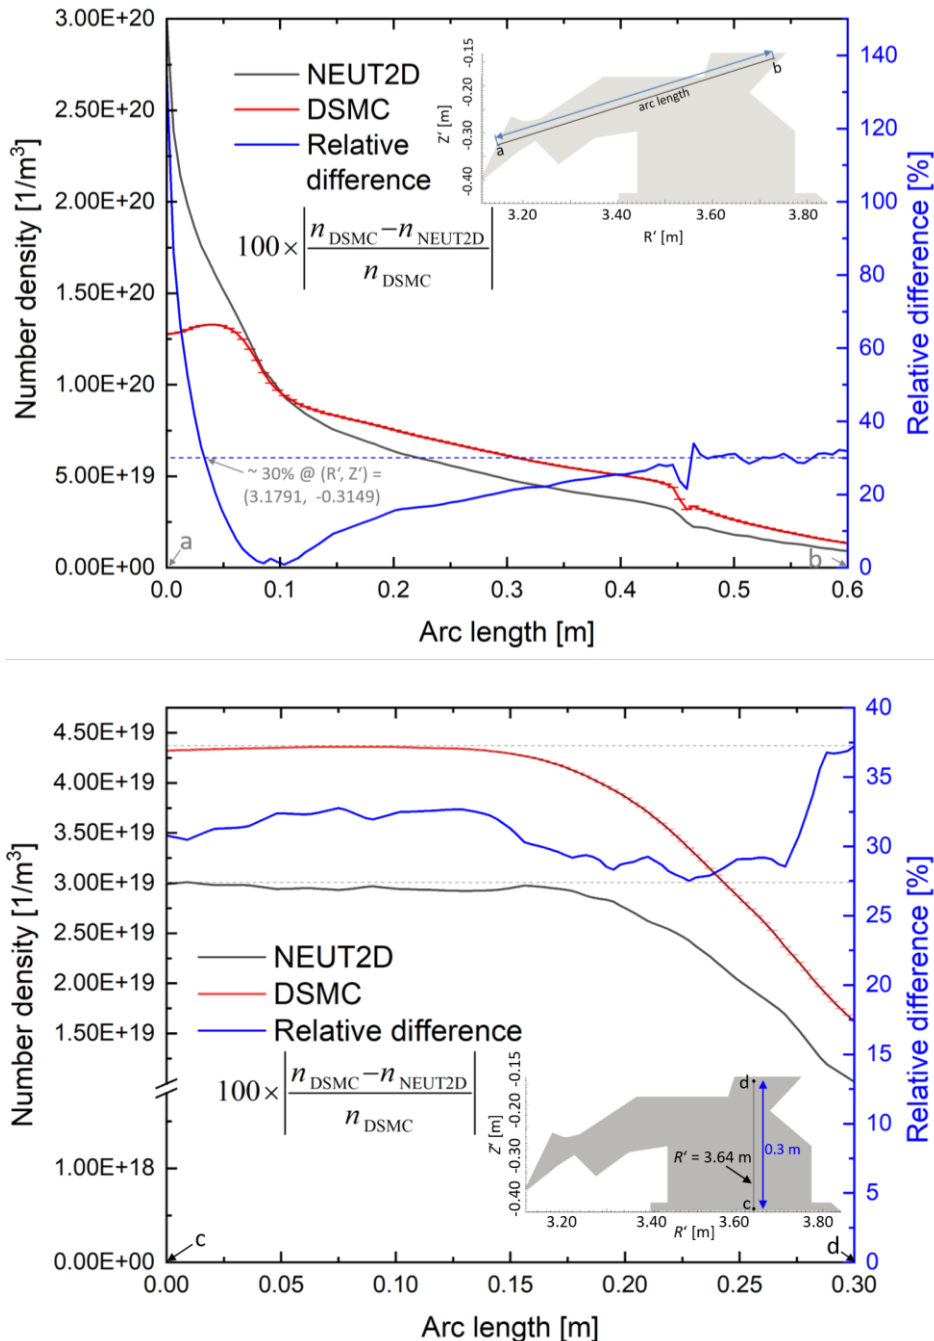 3.00E+20
2.50E+20
2.00E+20
1.50E+20
1.00E+20
5.00E+19
0.00E+00
Number density [1/m³]
NEUT2D
DSMC
Relative
difference
100× | n_DSMC − n_NEUT2D / n_DSMC |
-0.15
-0.20
-0.30
-0.40
Z' [m]
a
b
arc length
3.20 3.40 3.60 3.80
R' [m]
140
120
100
80
60
40
30
20
10
0
Relative difference [%]
~ 30% @ (R', Z') =
(3.1791, -0.3149)
a
b
0.0 0.1 0.2 0.3 0.4 0.5 0.6
Arc length [m]
4.50E+19
4.00E+19
3.50E+19
3.00E+19
2.50E+19
2.00E+19
1.50E+19
1.00E+18
0.00E+00
Number density [1/m³]
NEUT2D
DSMC
Relative difference
100× | n_DSMC − n_NEUT2D / n_DSMC |
-0.15
-0.20
-0.30
-0.40
Z' [m]
d
R' = 3.64 m
0.3 m
c
3.20 3.40 3.60 3.80
R' [m]
40
35
30
25
20
15
10
5
0
Relative difference [%]
c
d
0.00 0.05 0.10 0.15 0.20 0.25 0.30
Arc length [m]